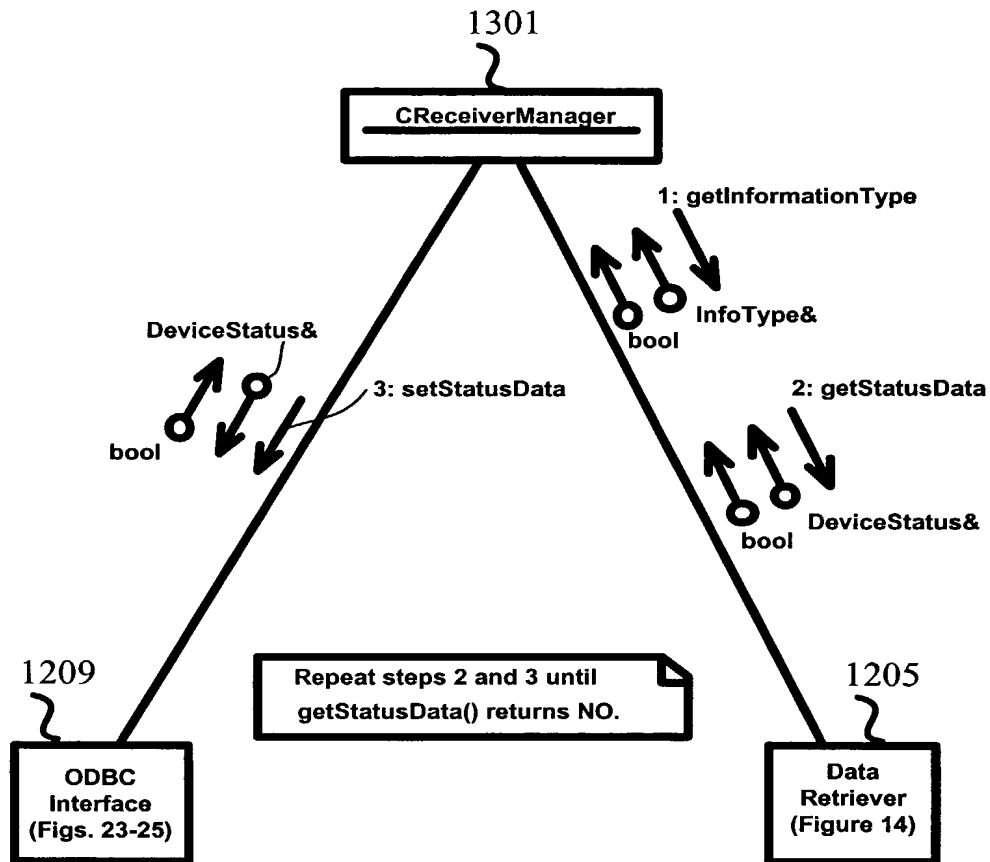 1301
CReceiverManager
1: getInformationType
InfoType&
bool
DeviceStatus&
3: setStatusData
bool
2: getStatusData
DeviceStatus&
bool
1209
Repeat steps 2 and 3 until
getStatusData() returns NO.
1205
ODBC
Interface
(Figs. 23-25)
Data
Retriever
(Figure 14)